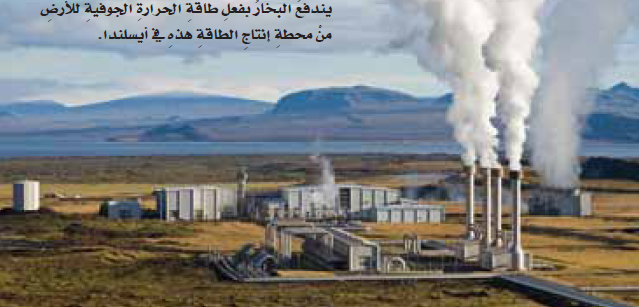 يندفعُ البخارُ بفعلِ طاقةِ الحرارةِ الجوفيةِ للأرضِ
منْ محطةِ إنتاجِ الطاقةِ هذهِ في أيسلندا.